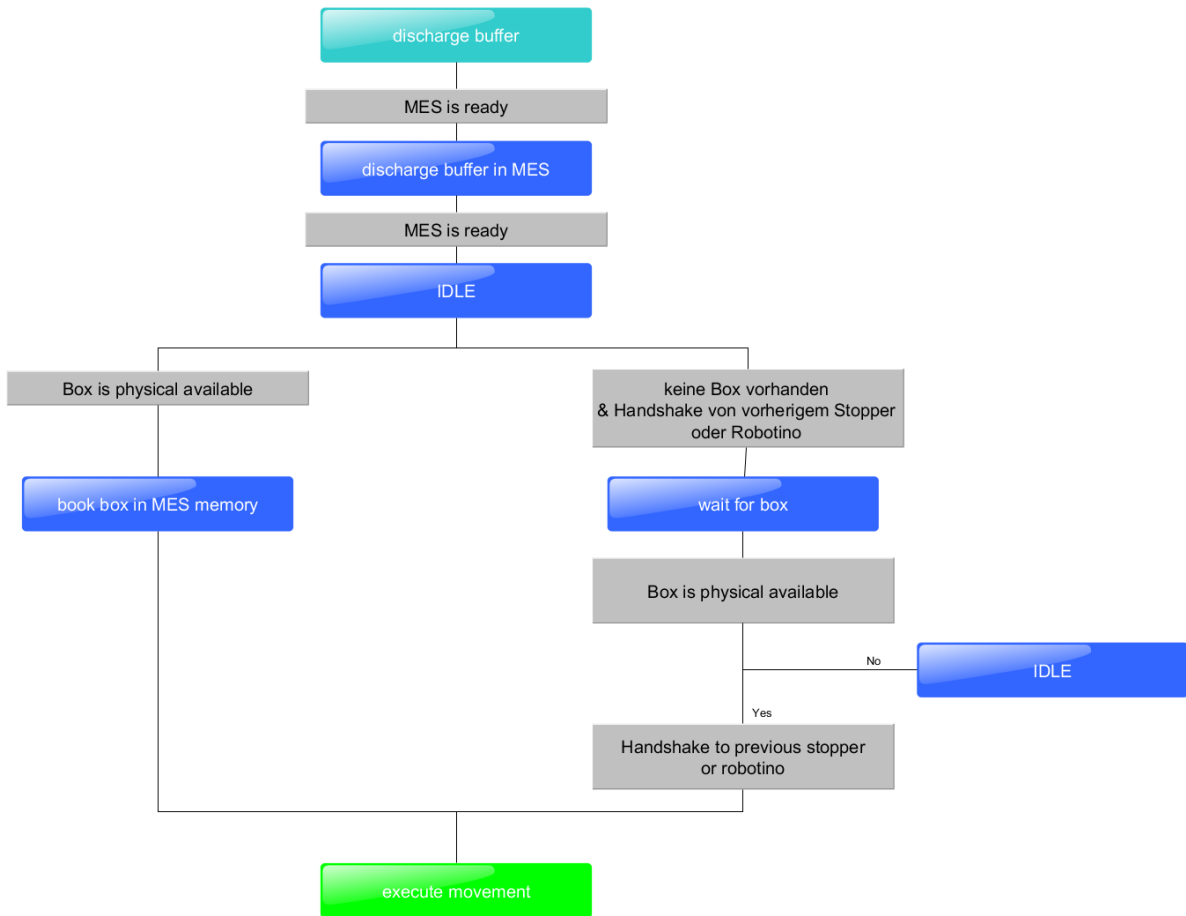 discharge buffer
MES is ready
discharge buffer in MES
MES is ready
IDLE
Box is physical available
book box in MES memory
keine Box vorhanden
& Handshake von vorherigem Stopper
oder Robotino
wait for box
Box is physical available
No
IDLE
Yes
Handshake to previous stopper
or robotino
execute movement